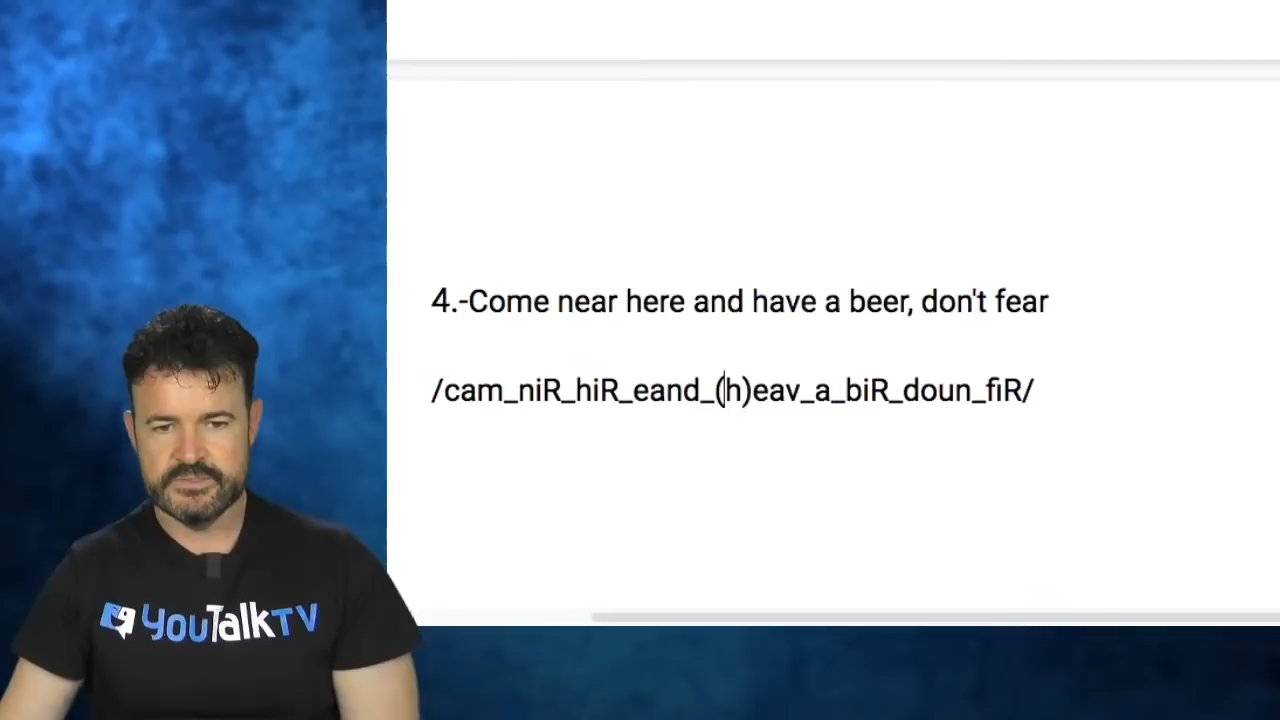 4.-Come near here and have a beer, don't fear
/cam_niR_hiR_eand_(h)eav_a_biR_doun_fiR/
YouTalkTV